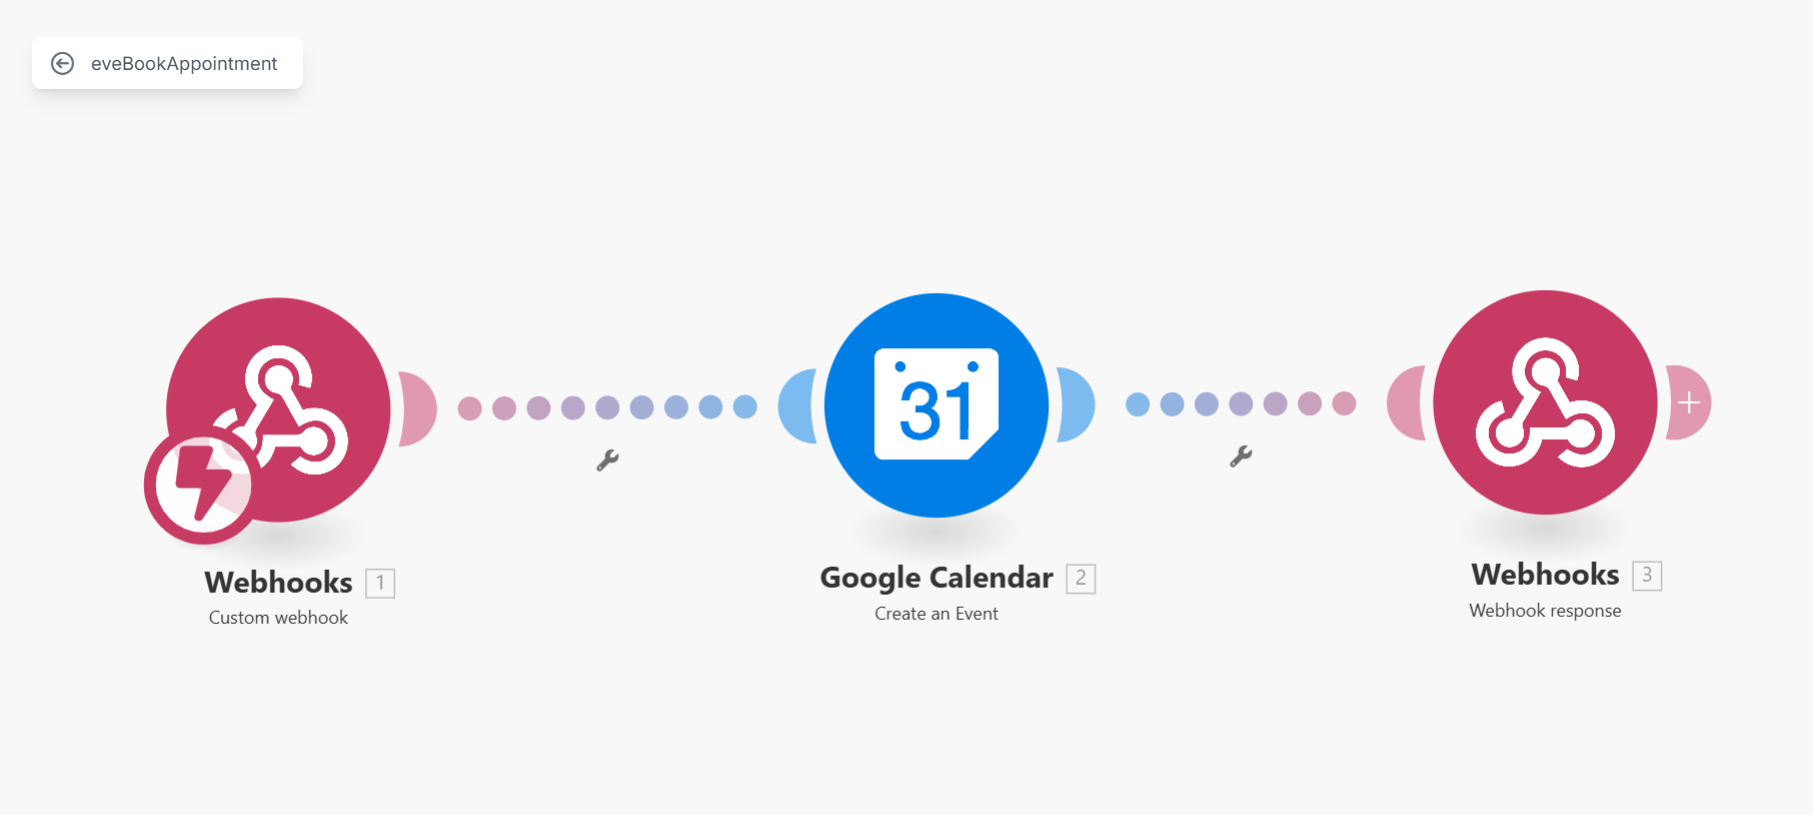 eveBookAppointment
31
Webhooks 1
Custom webhook
Google Calendar 2
Create an Event
Webhooks 3
Webhook response